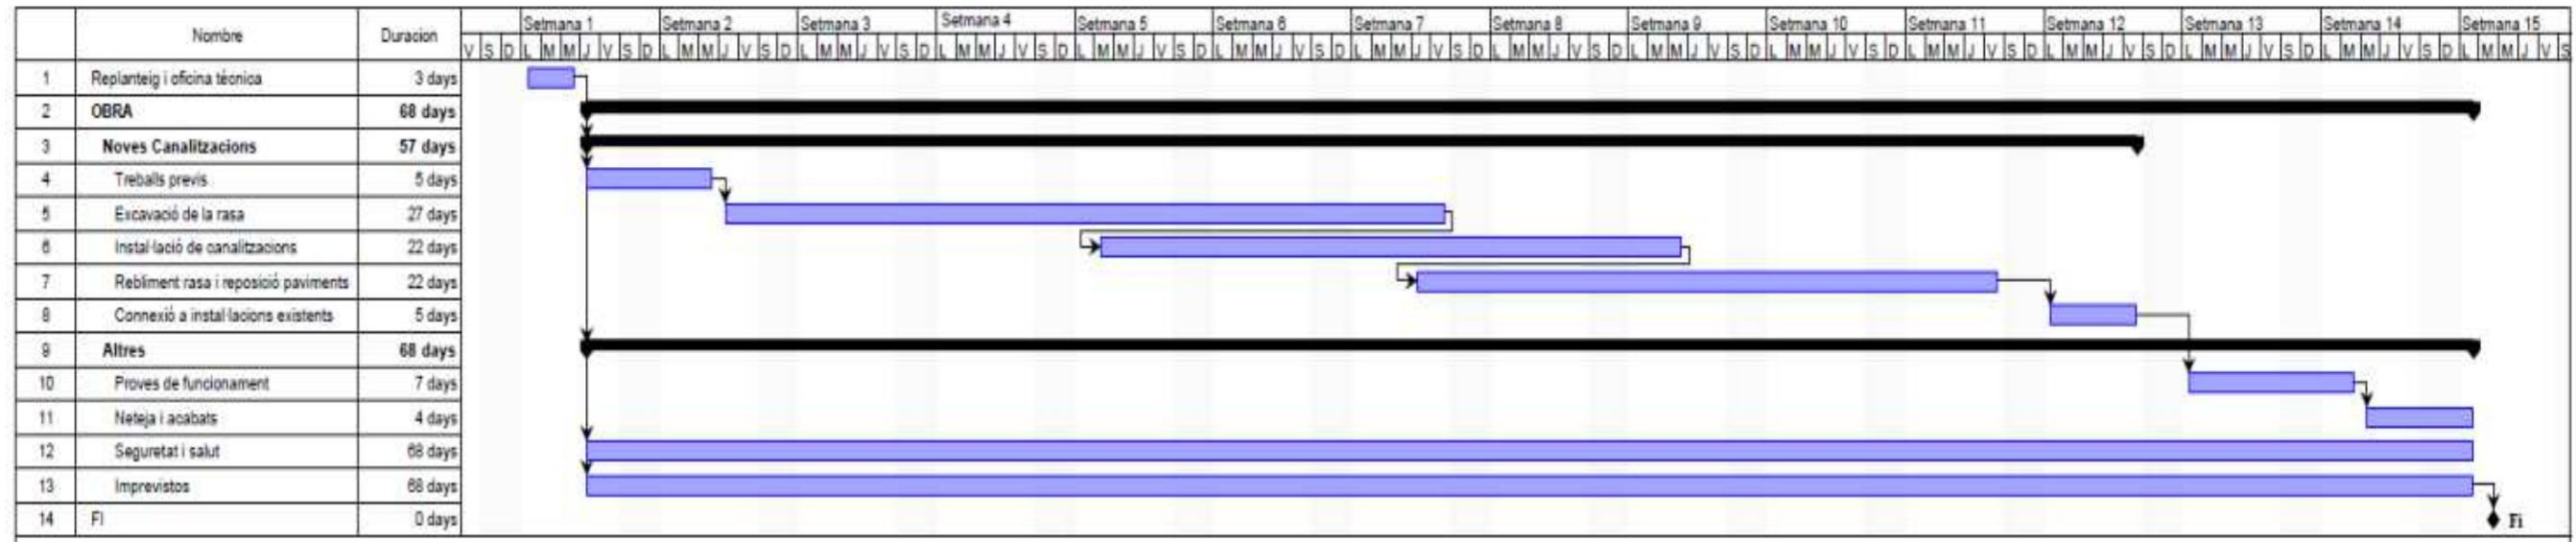 Nombre Duracion Setmana 1 Setmana 2 Setmana 3 Setmana 4 Setmana 5 Setmana 6 Setmana 7 Setmana 8 Setmana 9 Setmana 10 Setmana 11 Setmana 12 Setmana 13 Setmana 14 Setmana 15
V S D L M M J V S D L M M J V S D L M M J V S D L M M J V S D L M M J V S D L M M J V S D L M M J V S D L M M J V S D L M M J V S D L M M J V S D L M M J V S D L M M J V S D L M M J V S D L M M J V S D L M M J V S
1 Replanteig i oficina tècnica 3 days
2 OBRA 68 days
3 Noves Canalitzacions 57 days
4 Treballs previs 5 days
5 Excavació de la rasa 27 days
6 Instal·lació de canalitzacions 22 days
7 Rebliment rasa i reposició paviments 22 days
8 Connexió a instal·lacions existents 5 days
9 Altres 68 days
10 Proves de funcionament 7 days
11 Neteja i acabats 4 days
12 Seguretat i salut 68 days
13 Imprevistos 68 days
14 FI 0 days Fi